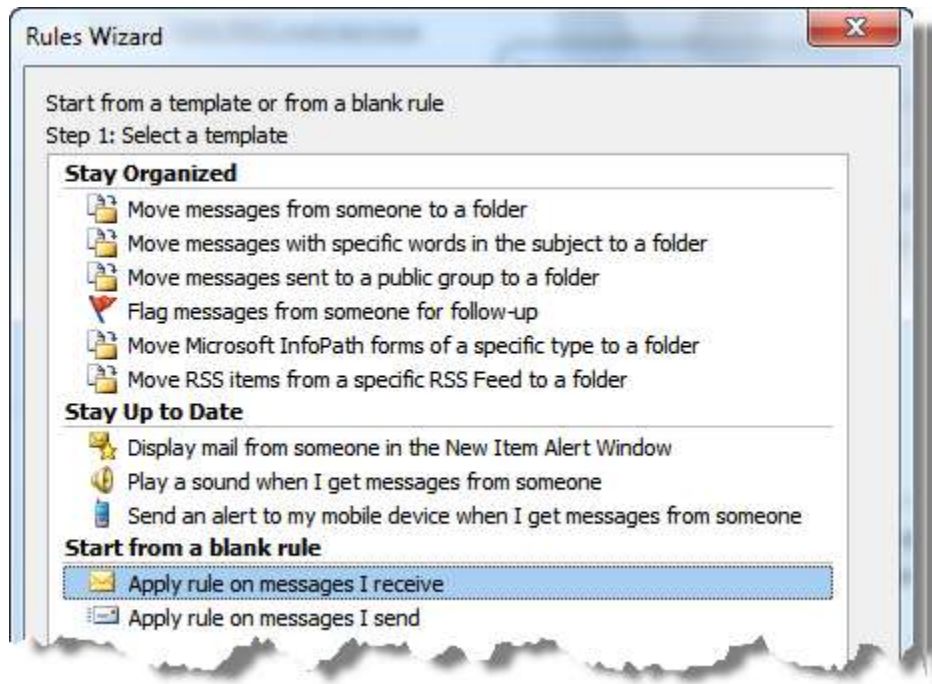 Rules Wizard
Start from a template or from a blank rule
Step 1: Select a template
Stay Organized
Move messages from someone to a folder
Move messages with specific words in the subject to a folder
Move messages sent to a public group to a folder
Flag messages from someone for follow-up
Move Microsoft InfoPath forms of a specific type to a folder
Move RSS items from a specific RSS Feed to a folder
Stay Up to Date
Display mail from someone in the New Item Alert Window
Play a sound when I get messages from someone
Send an alert to my mobile device when I get messages from someone
Start from a blank rule
Apply rule on messages I receive
Apply rule on messages I send